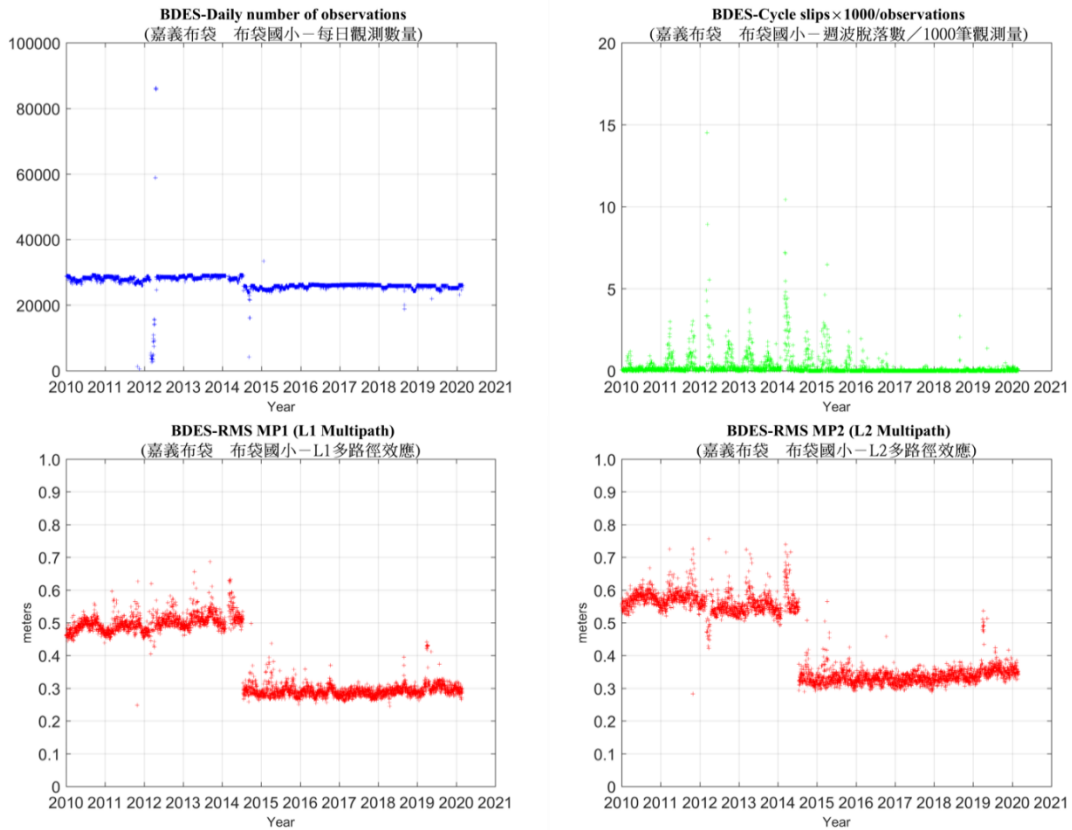 BDES-Daily number of observations
(嘉義布袋　布袋國小－每日觀測數量)
100000
80000
60000
40000
20000
0
2010 2011 2012 2013 2014 2015 2016 2017 2018 2019 2020 2021
Year
BDES-Cycle slips×1000/observations
(嘉義布袋　布袋國小－週波脫落數／1000筆觀測量)
20
15
10
5
0
2010 2011 2012 2013 2014 2015 2016 2017 2018 2019 2020 2021
Year
BDES-RMS MP1 (L1 Multipath)
(嘉義布袋　布袋國小－L1多路徑效應)
meters
1.0
0.9
0.8
0.7
0.6
0.5
0.4
0.3
0.2
0.1
0
2010 2011 2012 2013 2014 2015 2016 2017 2018 2019 2020 2021
Year
BDES-RMS MP2 (L2 Multipath)
(嘉義布袋　布袋國小－L2多路徑效應)
meters
1.0
0.9
0.8
0.7
0.6
0.5
0.4
0.3
0.2
0.1
0
2010 2011 2012 2013 2014 2015 2016 2017 2018 2019 2020 2021
Year